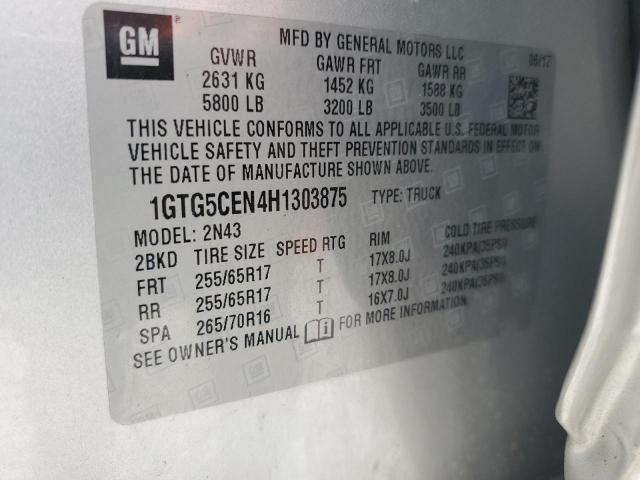 GM
MFD BY GENERAL MOTORS LLC
06/17
GVWR GAWR FRT GAWR RR
2631 KG 1452 KG 1588 KG
5800 LB 3200 LB 3500 LB
THIS VEHICLE CONFORMS TO ALL APPLICABLE U.S. FEDERAL MOTOR
VEHICLE SAFETY AND THEFT PREVENTION STANDARDS IN EFFECT ON
THE DATE OF MANUFACTURE SHOWN ABOVE.
1GTG5CEN4H1303875 TYPE: TRUCK
MODEL: 2N43
2BKD TIRE SIZE SPEED RTG RIM COLD TIRE PRESSURE
FRT 255/65R17 T 17X8.0J 240KPA(35PSI)
RR 255/65R17 T 17X8.0J 240KPA(35PSI)
SPA 265/70R16 T 16X7.0J 240KPA(35PSI)
SEE OWNER'S MANUAL i FOR MORE INFORMATION.